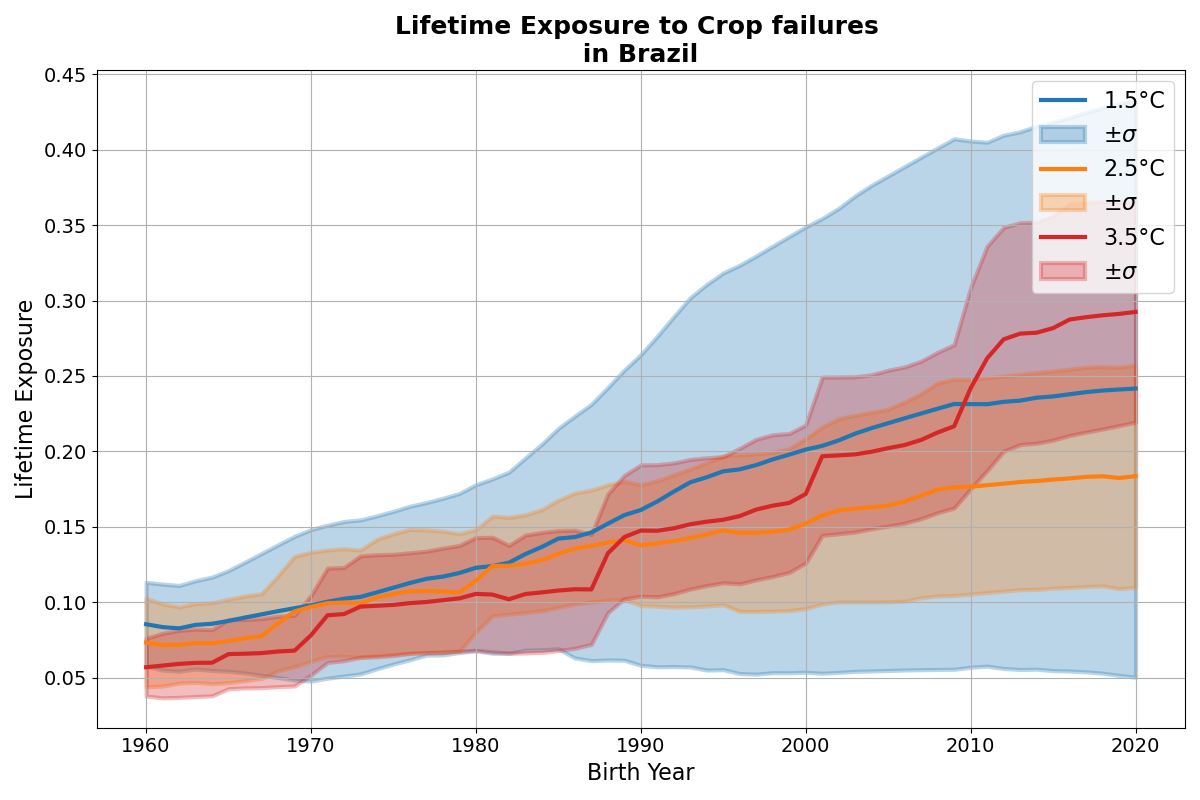 Lifetime Exposure to Crop failures
in Brazil
Lifetime Exposure
0.45
0.40
0.35
0.30
0.25
0.20
0.15
0.10
0.05
1.5°C
±σ
2.5°C
±σ
3.5°C
±σ
1960 1970 1980 1990 2000 2010 2020
Birth Year